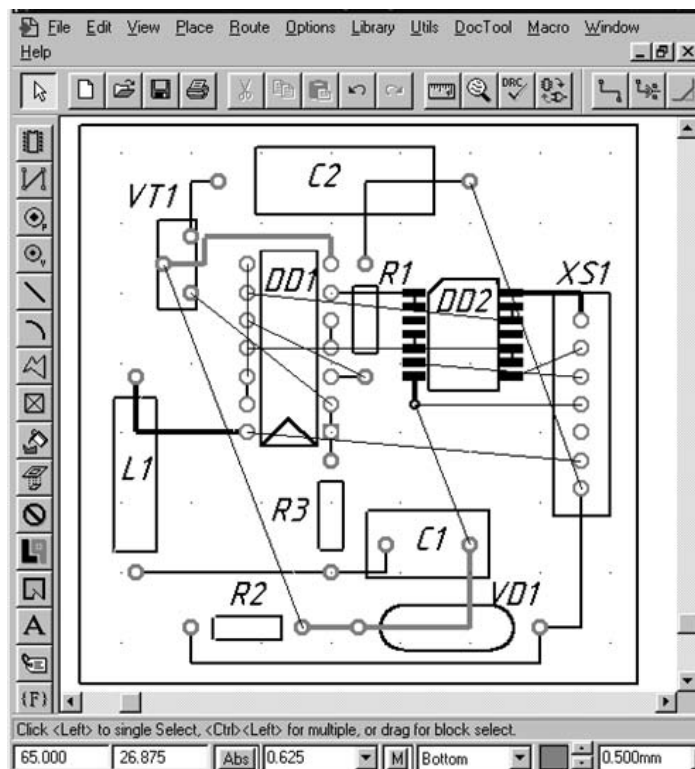 File Edit View Place Route Options Library Utils DocTool Macro Window
Help
DRC
C2
VT1
DD1
R1
DD2
XS1
L1
R3
C1
R2
VD1
A
{F}
Click <Left> to single Select, <Ctrl><Left> for multiple, or drag for block select.
65.000 26.875 Abs 0.625 M Bottom 0.500mm